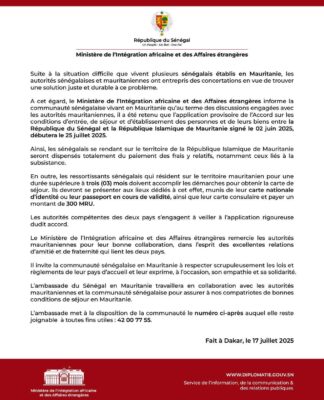 République du Sénégal
Un Peuple - Un But - Une Foi
Ministère de l'Intégration africaine et des Affaires étrangères
Suite à la situation difficile que vivent plusieurs sénégalais établis en Mauritanie, les
autorités sénégalaises et mauritaniennes ont entrepris des concertations en vue de trouver
une solution juste et durable à ce problème.
A cet égard, le Ministère de l'Intégration africaine et des Affaires étrangères informe la
communauté sénégalaise vivant en Mauritanie qu'au terme des discussions engagées avec
les autorités mauritaniennes, il a été retenu que l'application provisoire de l'Accord sur les
conditions d'entrée, de séjour et d'établissement des personnes et de leurs biens entre la
République du Sénégal et la République Islamique de Mauritanie signé le 02 juin 2025,
débutera le 25 juillet 2025.
Ainsi, les sénégalais se rendant sur le territoire de la République Islamique de Mauritanie
seront dispensés totalement du paiement des frais y relatifs, notamment ceux liés à la
subsistance.
En outre, les ressortissants sénégalais qui résident sur le territoire mauritanien pour une
durée supérieure à trois (03) mois doivent accomplir les démarches pour obtenir la carte de
séjour. Ils devront se présenter aux lieux dédiés à cet effet, munis de leur carte nationale
d'identité ou leur passeport en cours de validité, ainsi que leur carte consulaire et payer un
montant de 300 MRU.
Les autorités compétentes des deux pays s'engagent à veiller à l'application rigoureuse
dudit accord.
Le Ministère de l'Intégration africaine et des Affaires étrangères remercie les autorités
mauritaniennes pour leur bonne collaboration, dans l'esprit des excellentes relations
d'amitié et de fraternité qui lient les deux pays.
Il invite la communauté sénégalaise en Mauritanie à respecter scrupuleusement les lois et
règlements de leur pays d'accueil et leur exprime, à l'occasion, son empathie et sa solidarité.
L'ambassade du Sénégal en Mauritanie travaillera en collaboration avec les autorités
mauritaniennes et la communauté sénégalaise pour assurer à nos compatriotes de bonnes
conditions de séjour en Mauritanie.
L'ambassade met à la disposition de la communauté le numéro ci-après auquel elle reste
joignable à toutes fins utiles : 42 00 77 55.
Fait à Dakar, le 17 juillet 2025
Ministère de l'Intégration africaine
et des Affaires étrangères
WWW.DIPLOMATIE.GOUV.SN
Service de l'information, de la communication &
des relations publiques